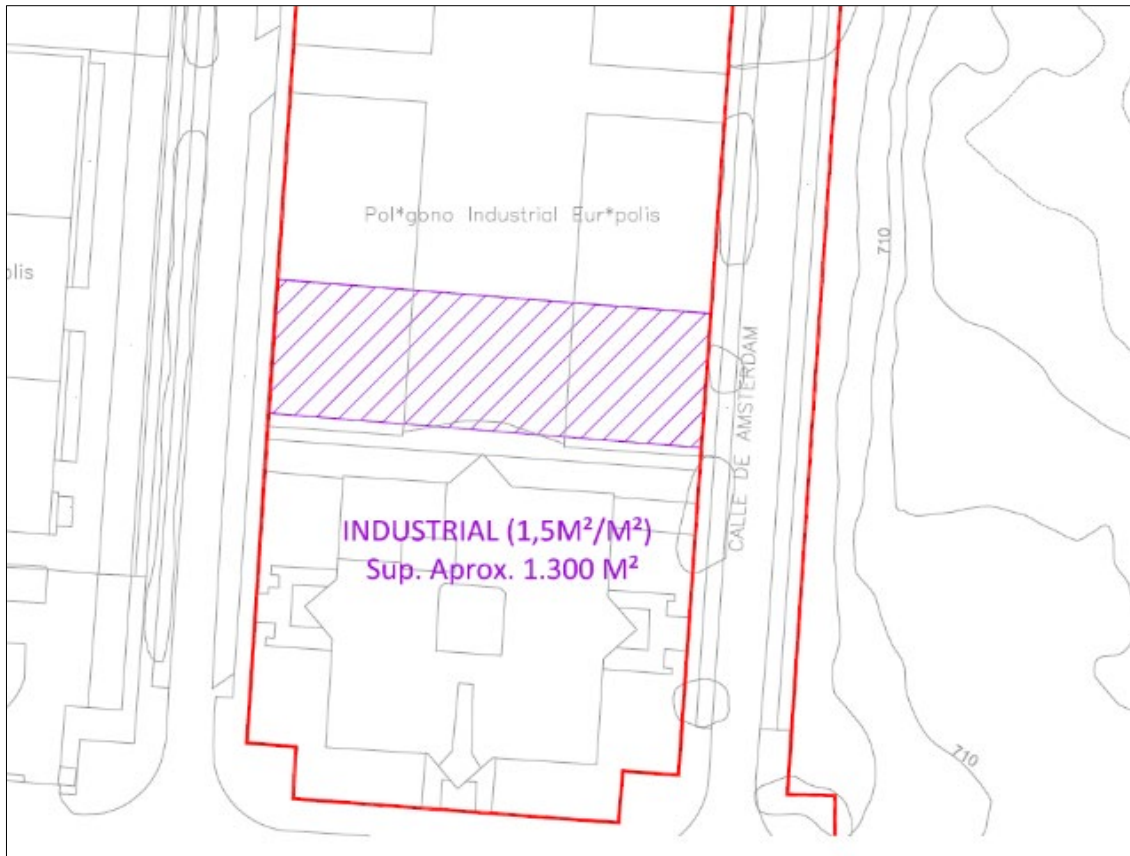 Pol*gono Industrial Eur*polis
olis
710
CALLE DE AMSTERDAM
INDUSTRIAL (1,5M²/M²)
Sup. Aprox. 1.300 M²
710